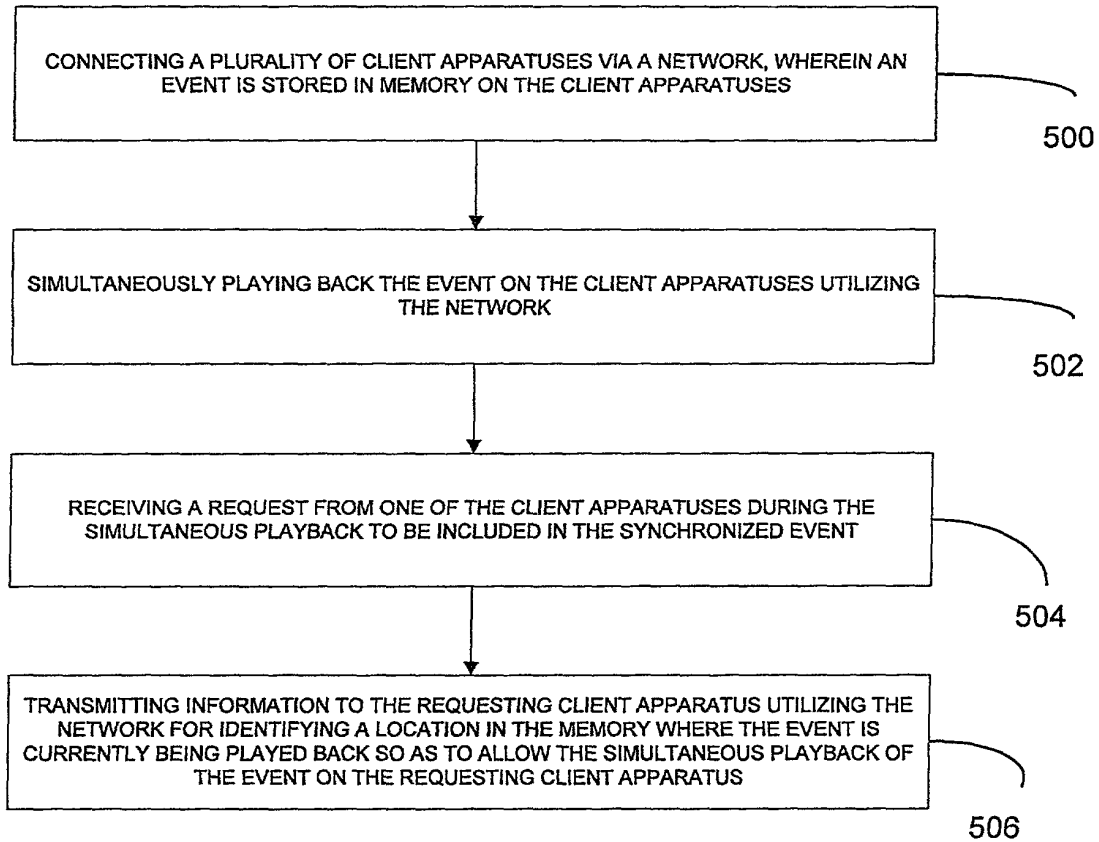 CONNECTING A PLURALITY OF CLIENT APPARATUSES VIA A NETWORK, WHEREIN AN
EVENT IS STORED IN MEMORY ON THE CLIENT APPARATUSES
500
SIMULTANEOUSLY PLAYING BACK THE EVENT ON THE CLIENT APPARATUSES UTILIZING
THE NETWORK
502
RECEIVING A REQUEST FROM ONE OF THE CLIENT APPARATUSES DURING THE
SIMULTANEOUS PLAYBACK TO BE INCLUDED IN THE SYNCHRONIZED EVENT
504
TRANSMITTING INFORMATION TO THE REQUESTING CLIENT APPARATUS UTILIZING THE
NETWORK FOR IDENTIFYING A LOCATION IN THE MEMORY WHERE THE EVENT IS
CURRENTLY BEING PLAYED BACK SO AS TO ALLOW THE SIMULTANEOUS PLAYBACK OF
THE EVENT ON THE REQUESTING CLIENT APPARATUS
506